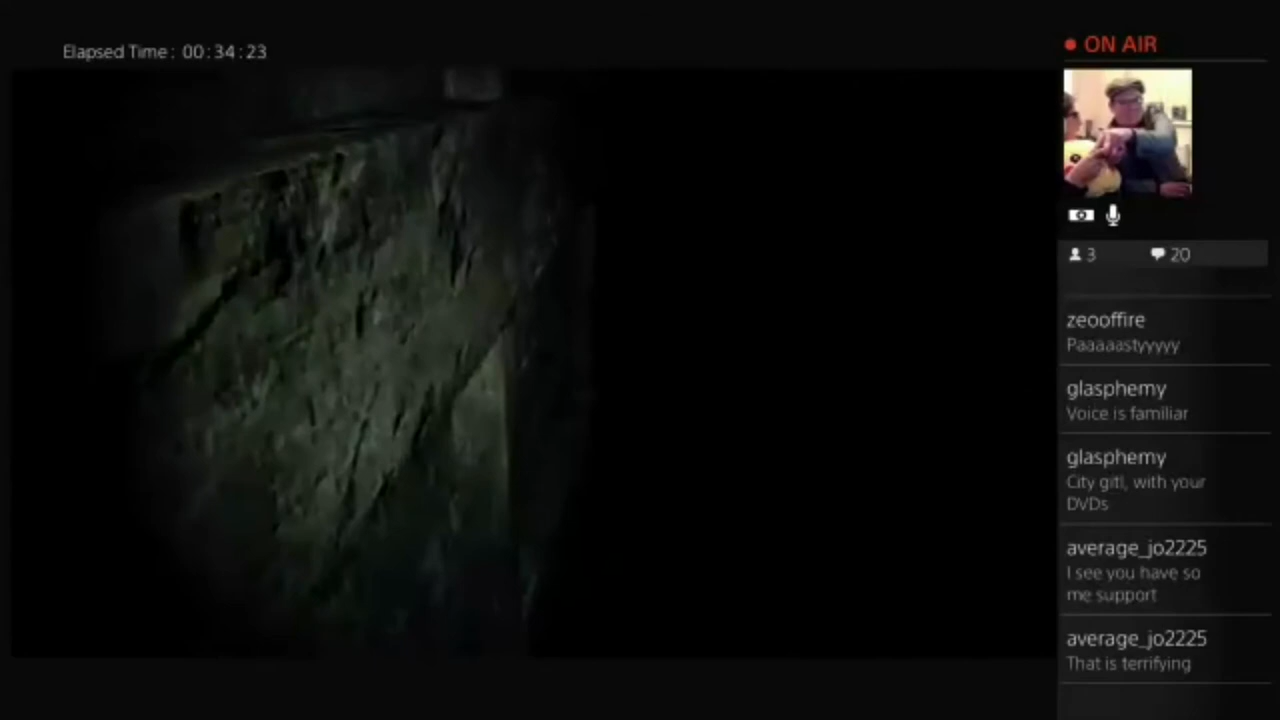 Elapsed Time: 00:34:23
ON AIR
3 20
zeooffire
Paaaaastyyyyy
glasphemy
Voice is familiar
glasphemy
City gitl, with your
DVDs
average_jo2225
I see you have so
me support
average_jo2225
That is terrifying